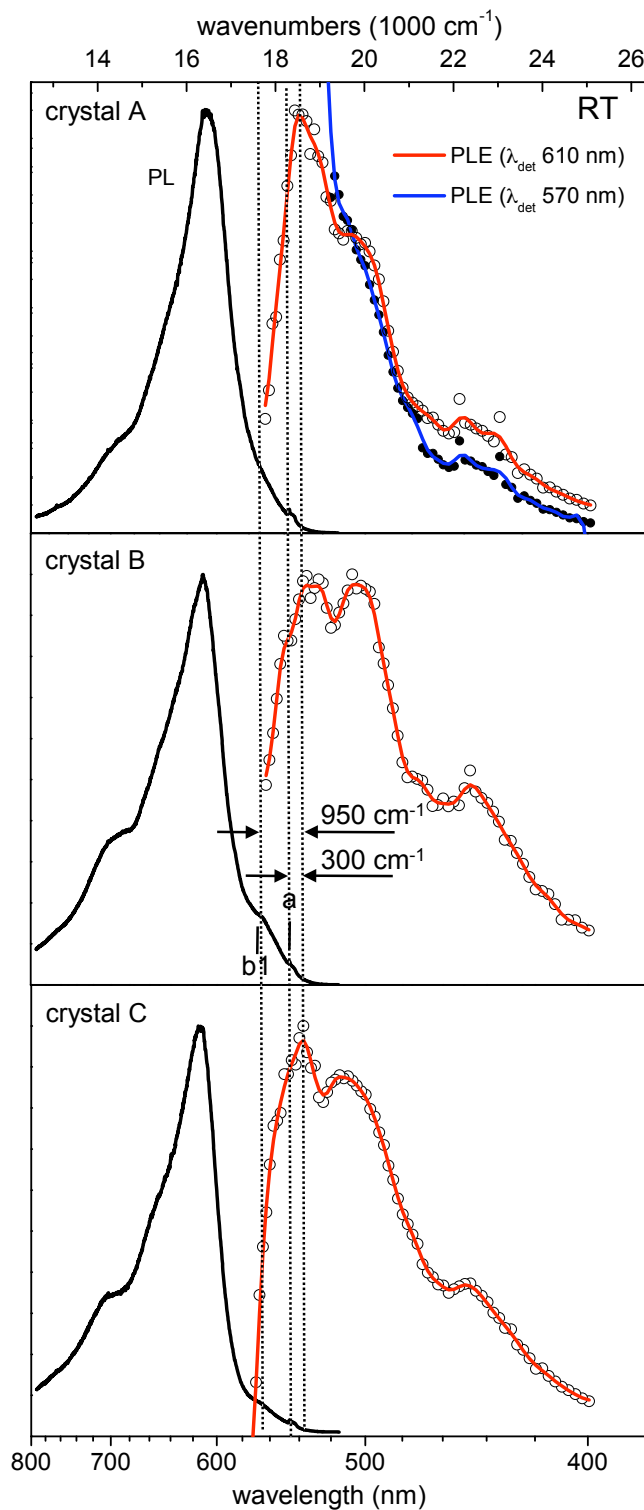 wavenumbers (1000 cm⁻¹)
14 16 18 20 22 24 26
crystal A
RT
PL
PLE (λdet 610 nm)
PLE (λdet 570 nm)
crystal B
950 cm⁻¹
300 cm⁻¹
a
b1
crystal C
800 700 600 500 400
wavelength (nm)